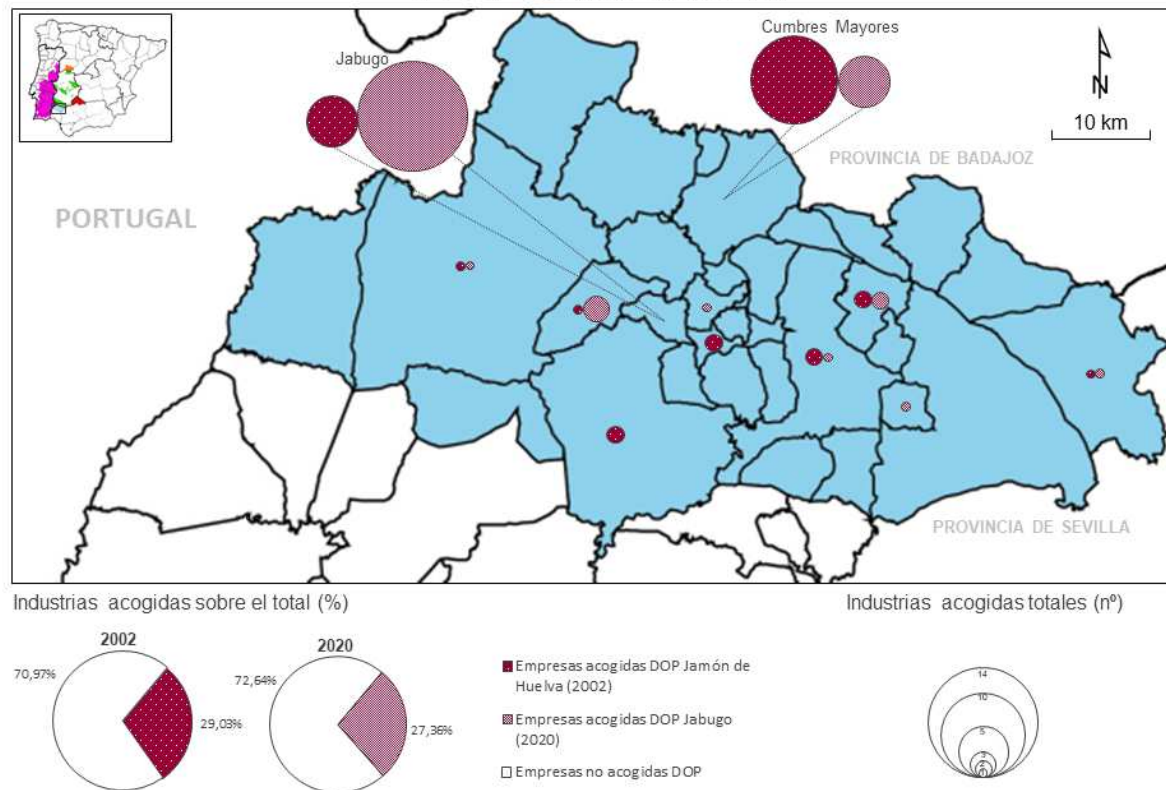 Cumbres Mayores
Jabugo
N
10 km
PROVINCIA DE BADAJOZ
PORTUGAL
PROVINCIA DE SEVILLA
Industrias acogidas sobre el total (%)
Industrias acogidas totales (nº)
2002
2020
70,97%
29,03%
72,64%
27,36%
Empresas acogidas DOP Jamón de
Huelva (2002)
Empresas acogidas DOP Jabugo
(2020)
Empresas no acogidas DOP
14
10
5
3
2